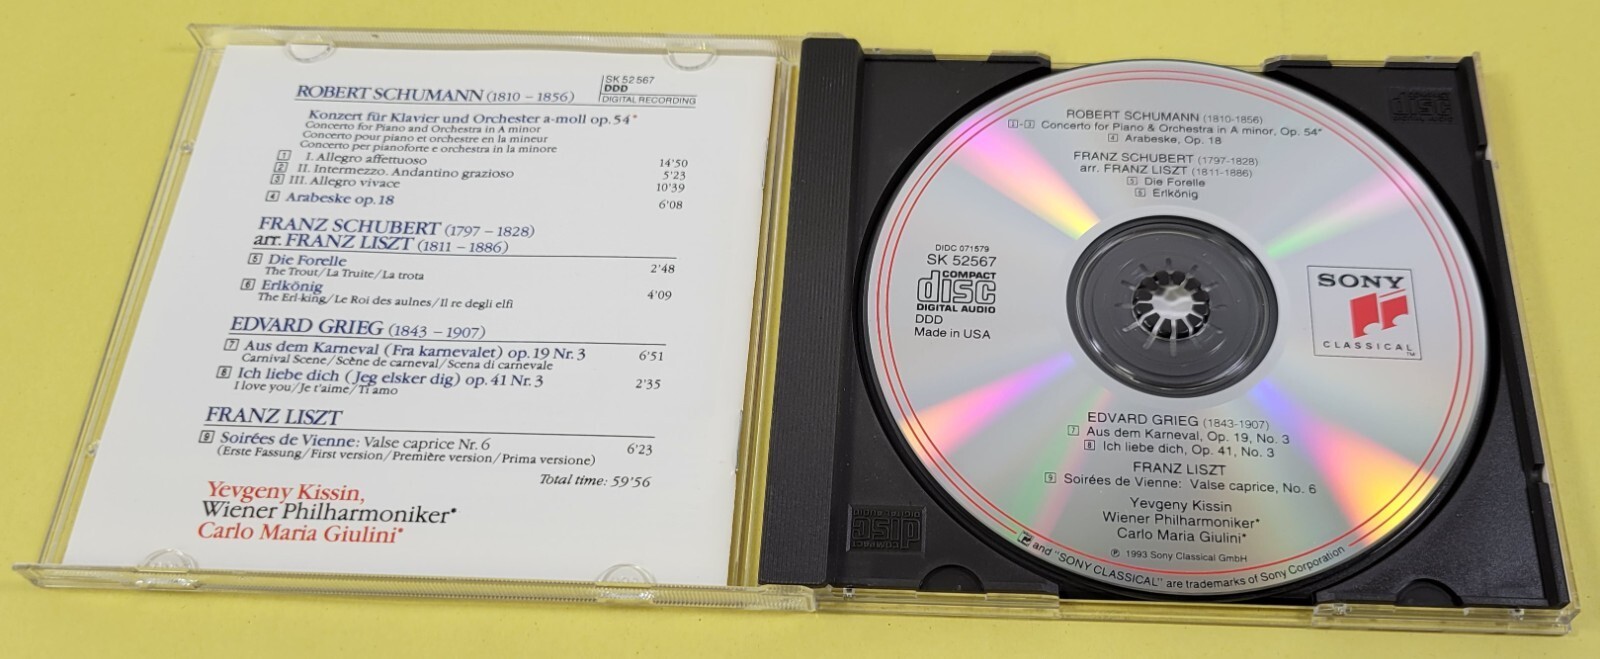 ROBERT SCHUMANN (1810 – 1856)
SK 52 567
DDD
DIGITAL RECORDING
Konzert für Klavier und Orchester a-moll op. 54*
Concerto for Piano and Orchestra in A minor
Concerto pour piano et orchestre en la mineur
Concerto per pianoforte e orchestra in la minore
1 I. Allegro affettuoso 14'50
2 II. Intermezzo. Andantino grazioso 5'23
3 III. Allegro vivace 10'39
4 Arabeske op. 18 6'08
FRANZ SCHUBERT (1797 – 1828)
arr. FRANZ LISZT (1811 – 1886)
5 Die Forelle 2'48
The Trout/La Truite/La trota
6 Erlkönig 4'09
The Erl-king/Le Roi des aulnes/Il re degli elfi
EDVARD GRIEG (1843 – 1907)
7 Aus dem Karneval (Fra karnevalet) op. 19 Nr. 3 6'51
Carnival Scene/Scène de carneval/Scena di carnevale
8 Ich liebe dich (Jeg elsker dig) op. 41 Nr. 3 2'35
I love you/Je t'aime/Ti amo
FRANZ LISZT
9 Soirées de Vienne: Valse caprice Nr. 6 6'23
(Erste Fassung/First version/Première version/Prima versione)
Total time: 59'56
Yevgeny Kissin,
Wiener Philharmoniker*
Carlo Maria Giulini*
ROBERT SCHUMANN (1810-1856)
1-3 Concerto for Piano & Orchestra in A minor, Op. 54*
4 Arabeske, Op. 18
FRANZ SCHUBERT (1797-1828)
arr. FRANZ LISZT (1811-1886)
5 Die Forelle
6 Erlkönig
DIDC 071579
SK 52567
COMPACT
disc
DIGITAL AUDIO
DDD
Made in USA
SONY
CLASSICAL
TM
EDVARD GRIEG (1843-1907)
7 Aus dem Karneval, Op. 19, No. 3
8 Ich liebe dich, Op. 41, No. 3
FRANZ LISZT
9 Soirées de Vienne: Valse caprice, No. 6
Yevgeny Kissin
Wiener Philharmoniker*
Carlo Maria Giulini*
℗ 1993 Sony Classical GmbH
and "SONY CLASSICAL" are trademarks of Sony Corporation
COMPACT
disc
DIGITAL AUDIO
COMPACT
disc